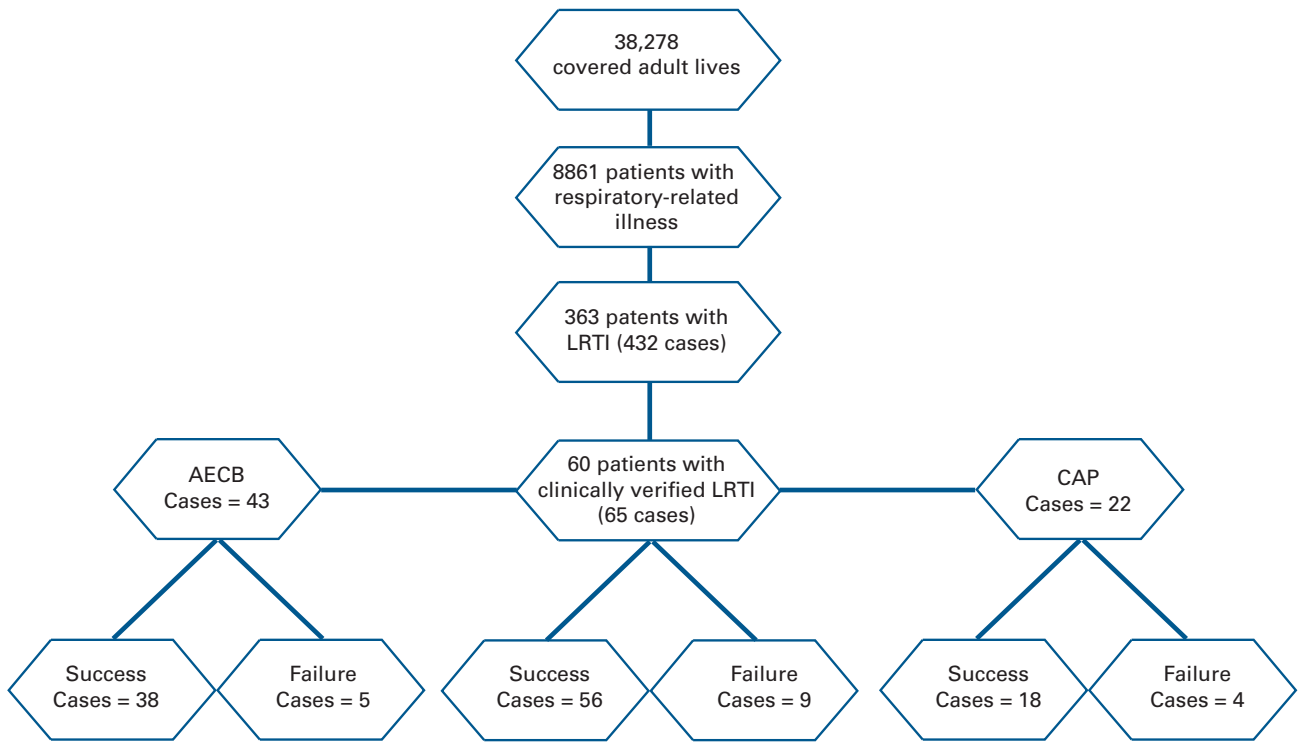 38,278
covered adult lives
8861 patients with
respiratory-related
illness
363 patents with
LRTI (432 cases)
AECB
Cases = 43
60 patients with
clinically verified LRTI
(65 cases)
CAP
Cases = 22
Success
Cases = 38
Failure
Cases = 5
Success
Cases = 56
Failure
Cases = 9
Success
Cases = 18
Failure
Cases = 4